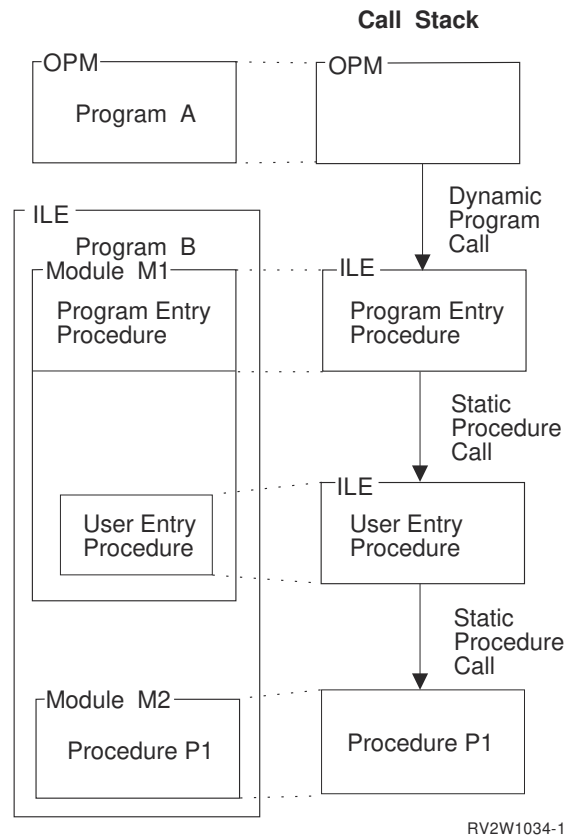 Call Stack
OPM
OPM
Program A
Dynamic
Program
Call
ILE
Program B
Module M1
ILE
Program Entry
Procedure
Program Entry
Procedure
Static
Procedure
Call
ILE
User Entry
Procedure
User Entry
Procedure
Static
Procedure
Call
Module M2
Procedure P1
Procedure P1
RV2W1034-1